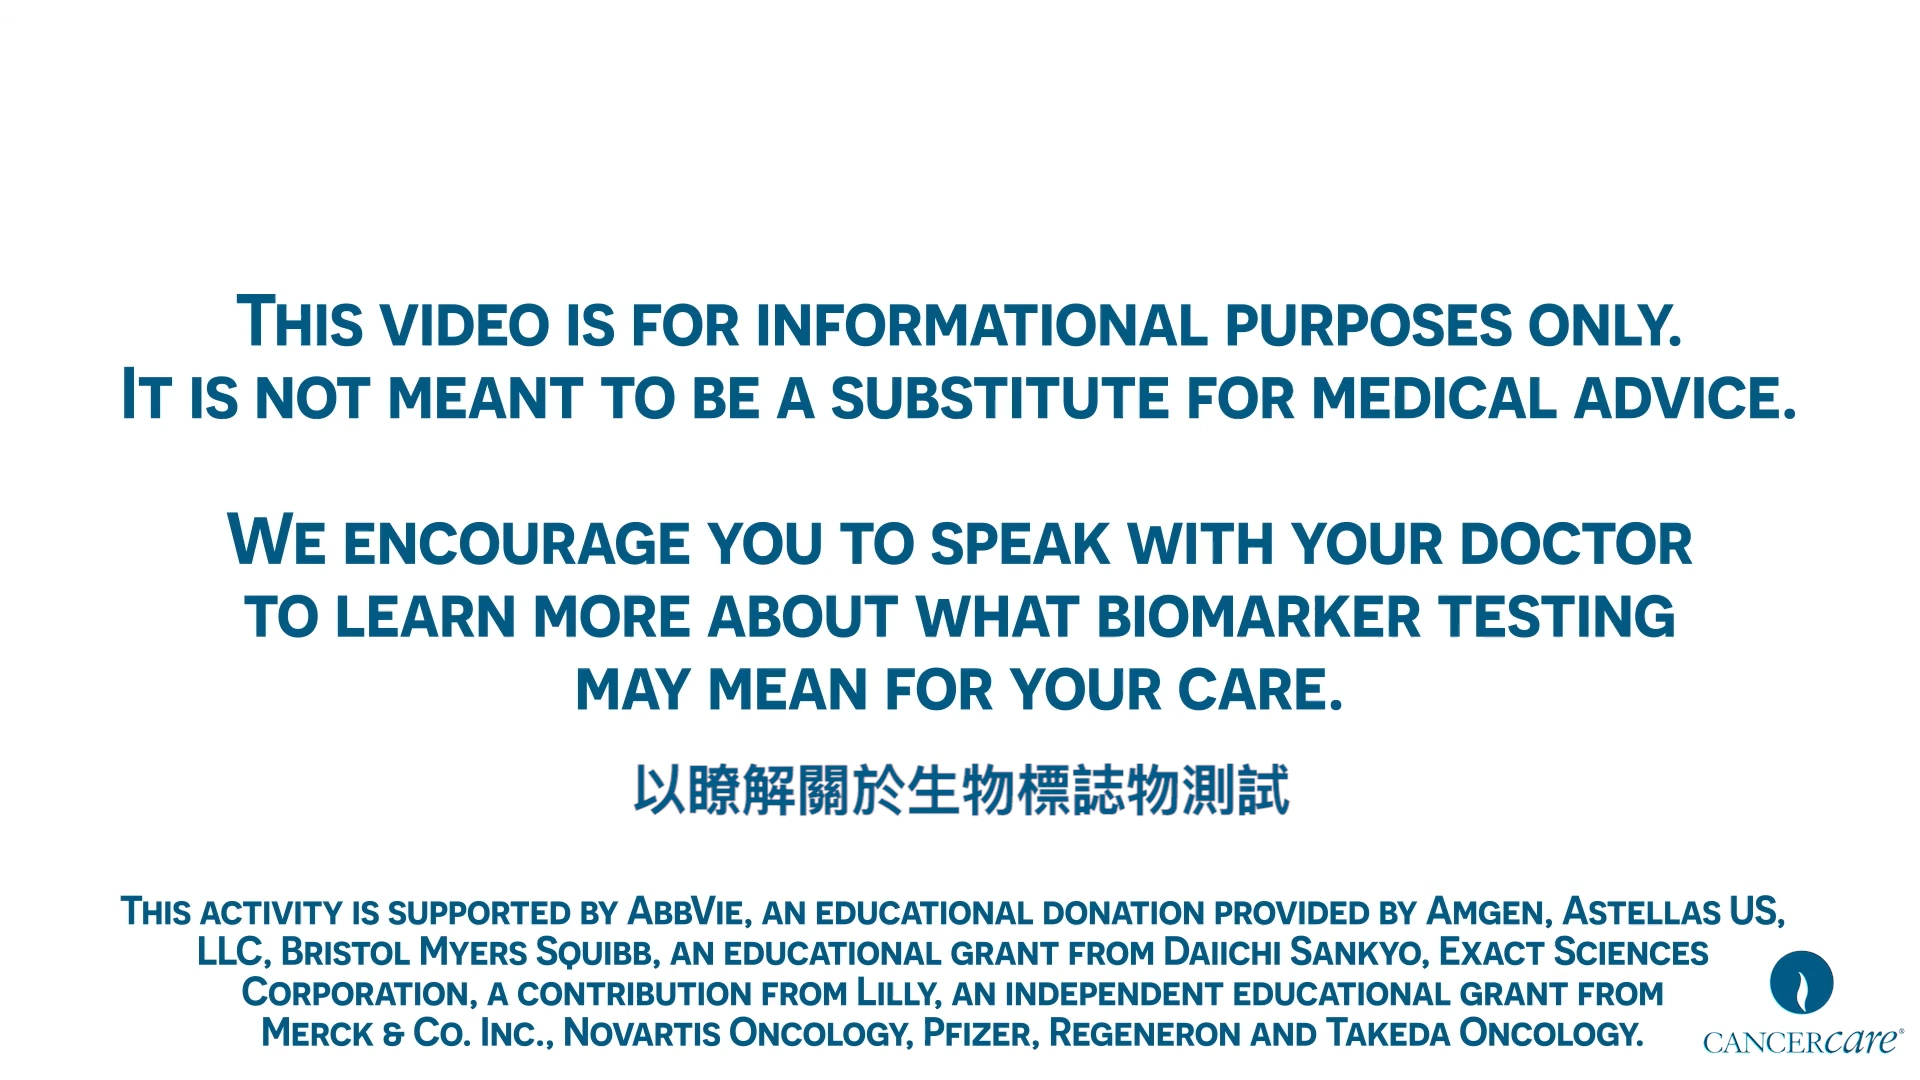 This video is for informational purposes only.
It is not meant to be a substitute for medical advice.
We encourage you to speak with your doctor
to learn more about what biomarker testing
may mean for your care.
以瞭解關於生物標誌物測試
This activity is supported by AbbVie, an educational donation provided by Amgen, Astellas US,
LLC, Bristol Myers Squibb, an educational grant from Daiichi Sankyo, Exact Sciences
Corporation, a contribution from Lilly, an independent educational grant from
Merck & Co. Inc., Novartis Oncology, Pfizer, Regeneron and Takeda Oncology.
CANCERcare®